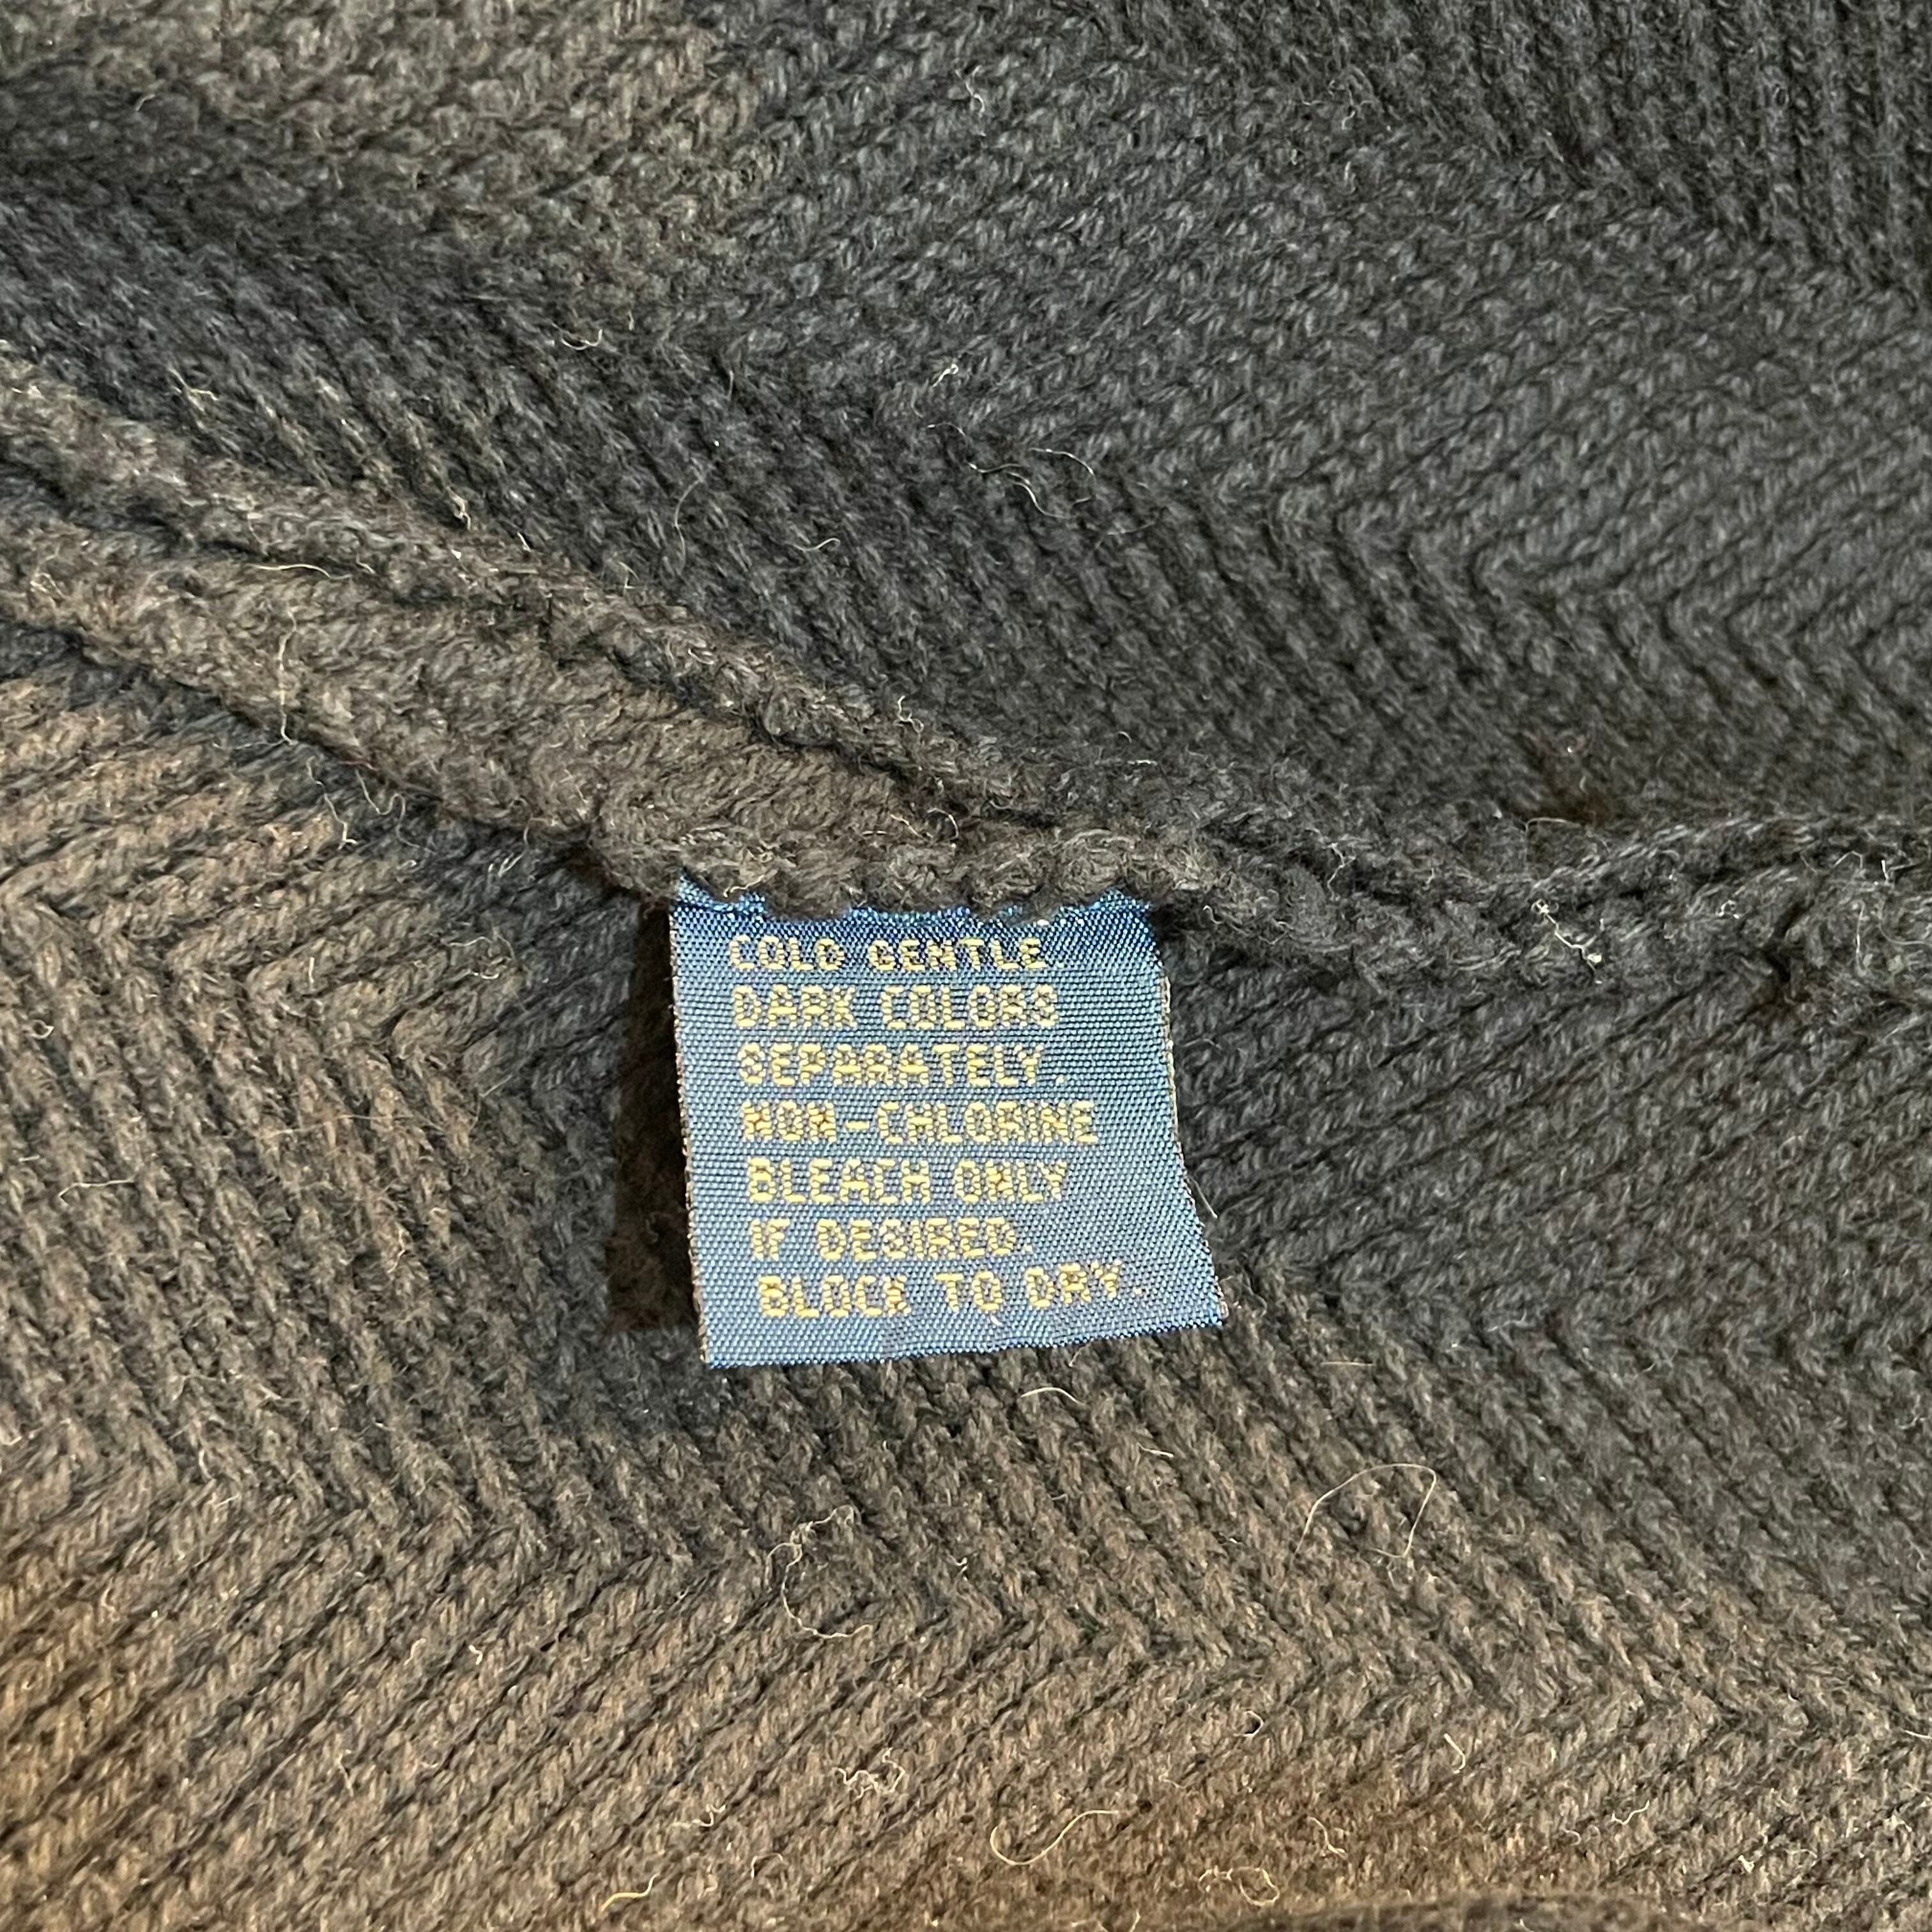 COLD GENTLE.
DARK COLORS
SEPARATELY.
NON-CHLORINE
BLEACH ONLY
IF DESIRED.
BLOCK TO DRY.